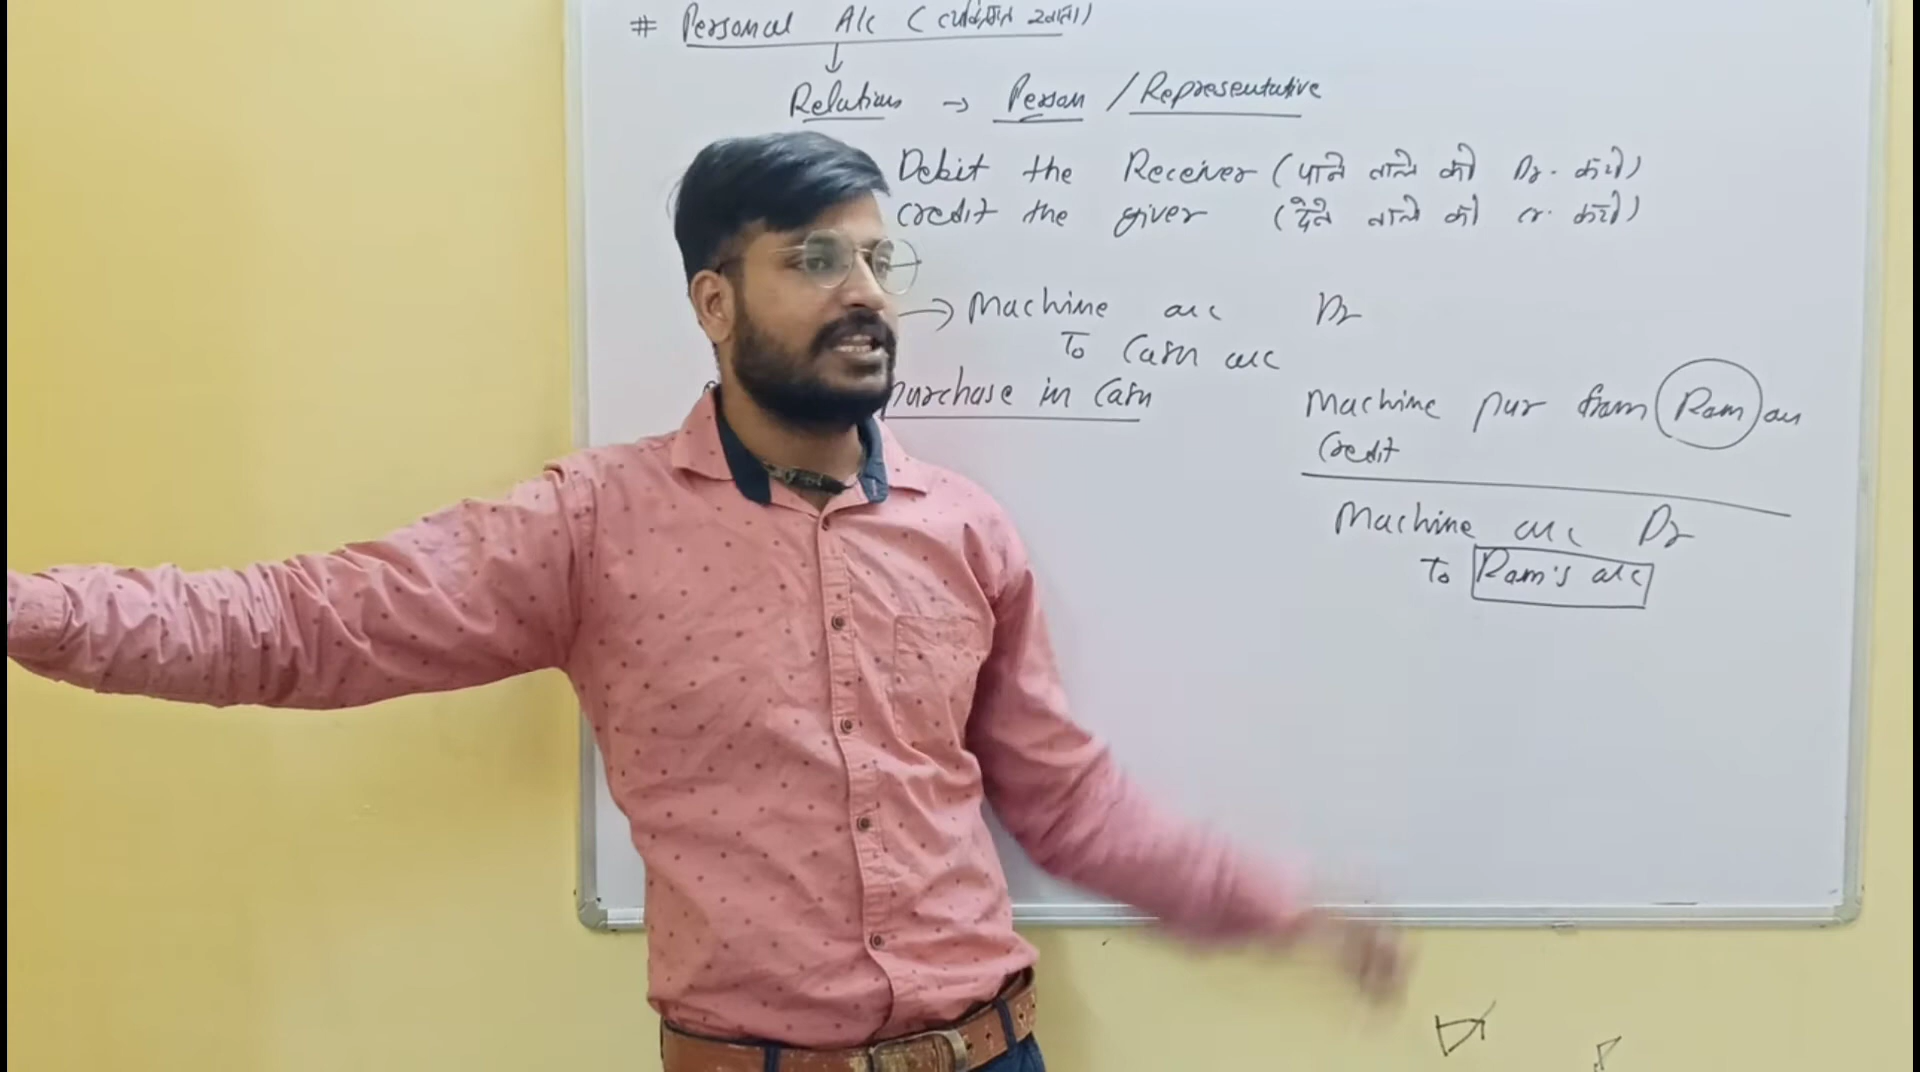 # Personal A/c (व्यक्तिगत खाता)
Relations → Person / Representative
Debit the Receiver (पाने वाले को Dr. करो)
credit the giver (देने वाले को cr. करो)
→ Machine a/c Dr
To Cash a/c
purchase in Cash
Machine pur from Ram on
Credit
Machine a/c Dr
To Ram's a/c